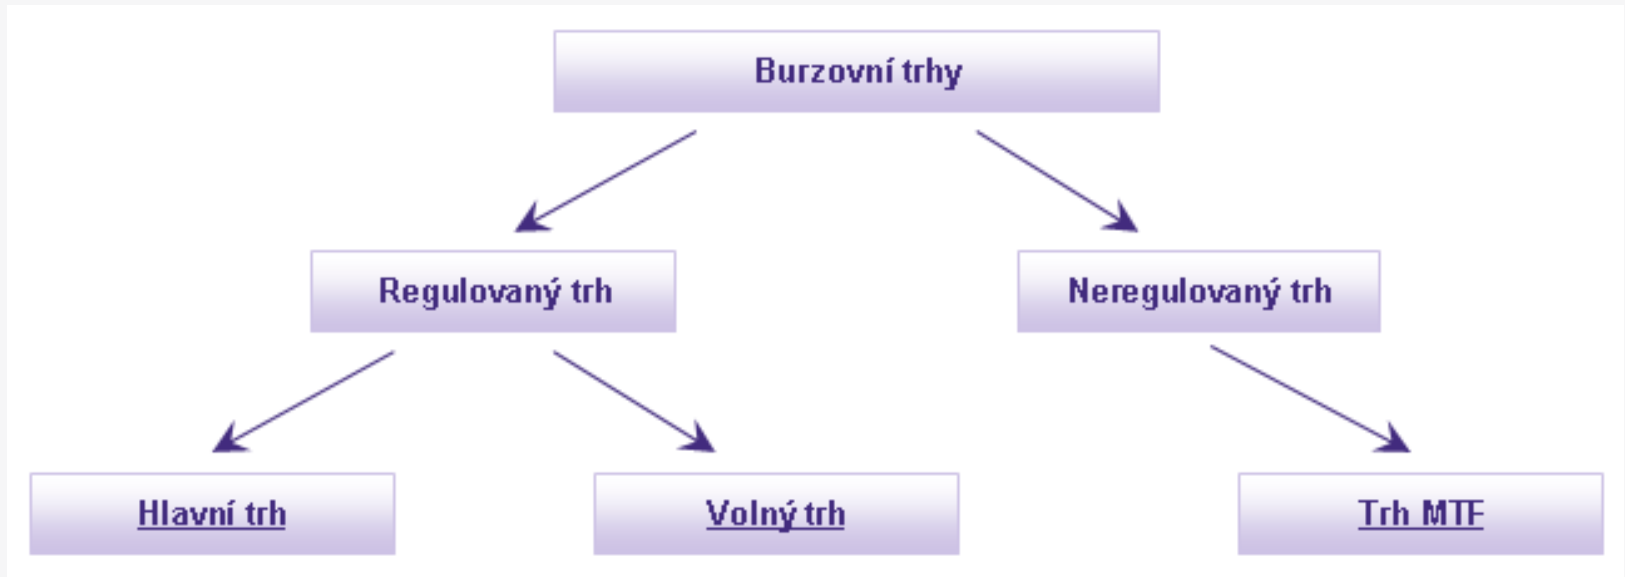 Burzovní trhy
Regulovaný trh
Neregulovaný trh
Hlavní trh
Volný trh
Trh MTF